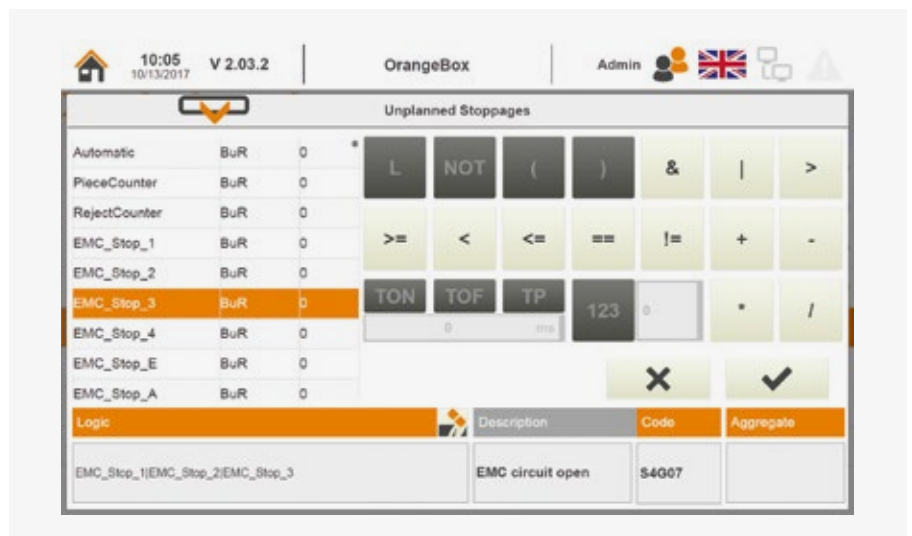 10:05
10/13/2017
V 2.03.2
OrangeBox
Admin
Unplanned Stoppages
Automatic BuR 0
PieceCounter BuR 0
RejectCounter BuR 0
EMC_Stop_1 BuR 0
EMC_Stop_2 BuR 0
EMC_Stop_3 BuR 0
EMC_Stop_4 BuR 0
EMC_Stop_E BuR 0
EMC_Stop_A BuR 0
L NOT ( ) & | >
>= < <= == != + -
TON TOF TP 123 0 * /
0 ms
Logic Description Code Aggregate
EMC_Stop_1|EMC_Stop_2|EMC_Stop_3 EMC circuit open S4G07